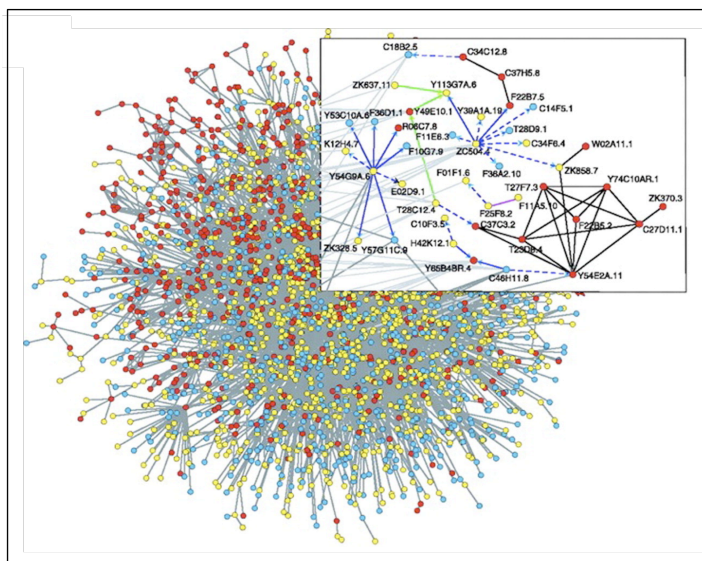 C18B2.5
C34C12.8
ZK637.11
Y113G7A.6
C37H5.8
Y53C10A.6
F36D1.1
Y49E10.1
Y39A1A.19
F22B7.5
C14F5.1
R06C7.8
T28D9.1
K12H4.7
F11E6.3
F10G7.9
ZC504.4
C34F6.4
W02A11.1
Y54G9A.6
F36A2.10
ZK858.7
E02D9.1
F01F1.6
T27F7.3
Y74C10AR.1
T28C12.4
F25F8.2
F11A5.10
ZK370.3
C10F3.5
C37C3.2
F22B5.2
C27D11.1
ZK328.5
Y57G11C.9
H42K12.1
Y65B4BR.4
C46H11.8
Y54E2A.11